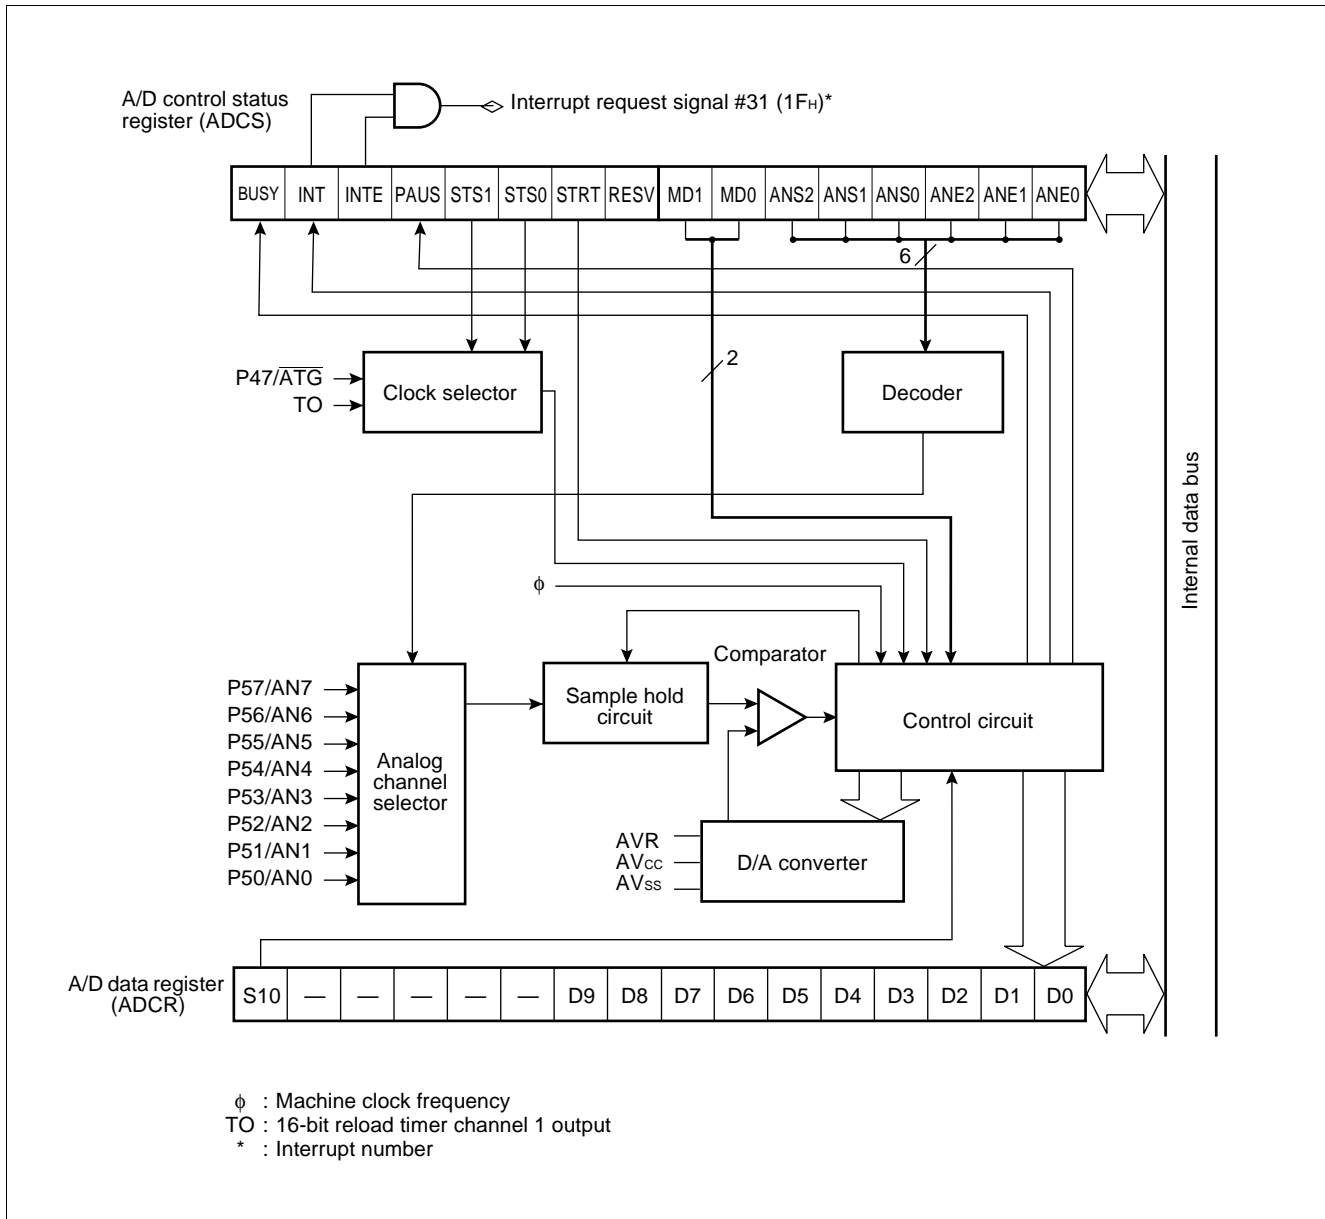 A/D control status
register (ADCS)
Interrupt request signal #31 (1FH)*
BUSY INT INTE PAUS STS1 STS0 STRT RESV MD1 MD0 ANS2 ANS1 ANS0 ANE2 ANE1 ANE0
6
2
P47/ATG
TO
Clock selector
Decoder
Internal data bus
ϕ
Comparator
P57/AN7
P56/AN6
P55/AN5
P54/AN4
P53/AN3
P52/AN2
P51/AN1
P50/AN0
Analog
channel
selector
Sample hold
circuit
Control circuit
AVR
AVCC
AVSS
D/A converter
A/D data register
(ADCR)
S10 — — — — — D9 D8 D7 D6 D5 D4 D3 D2 D1 D0
ϕ : Machine clock frequency
TO : 16-bit reload timer channel 1 output
* : Interrupt number